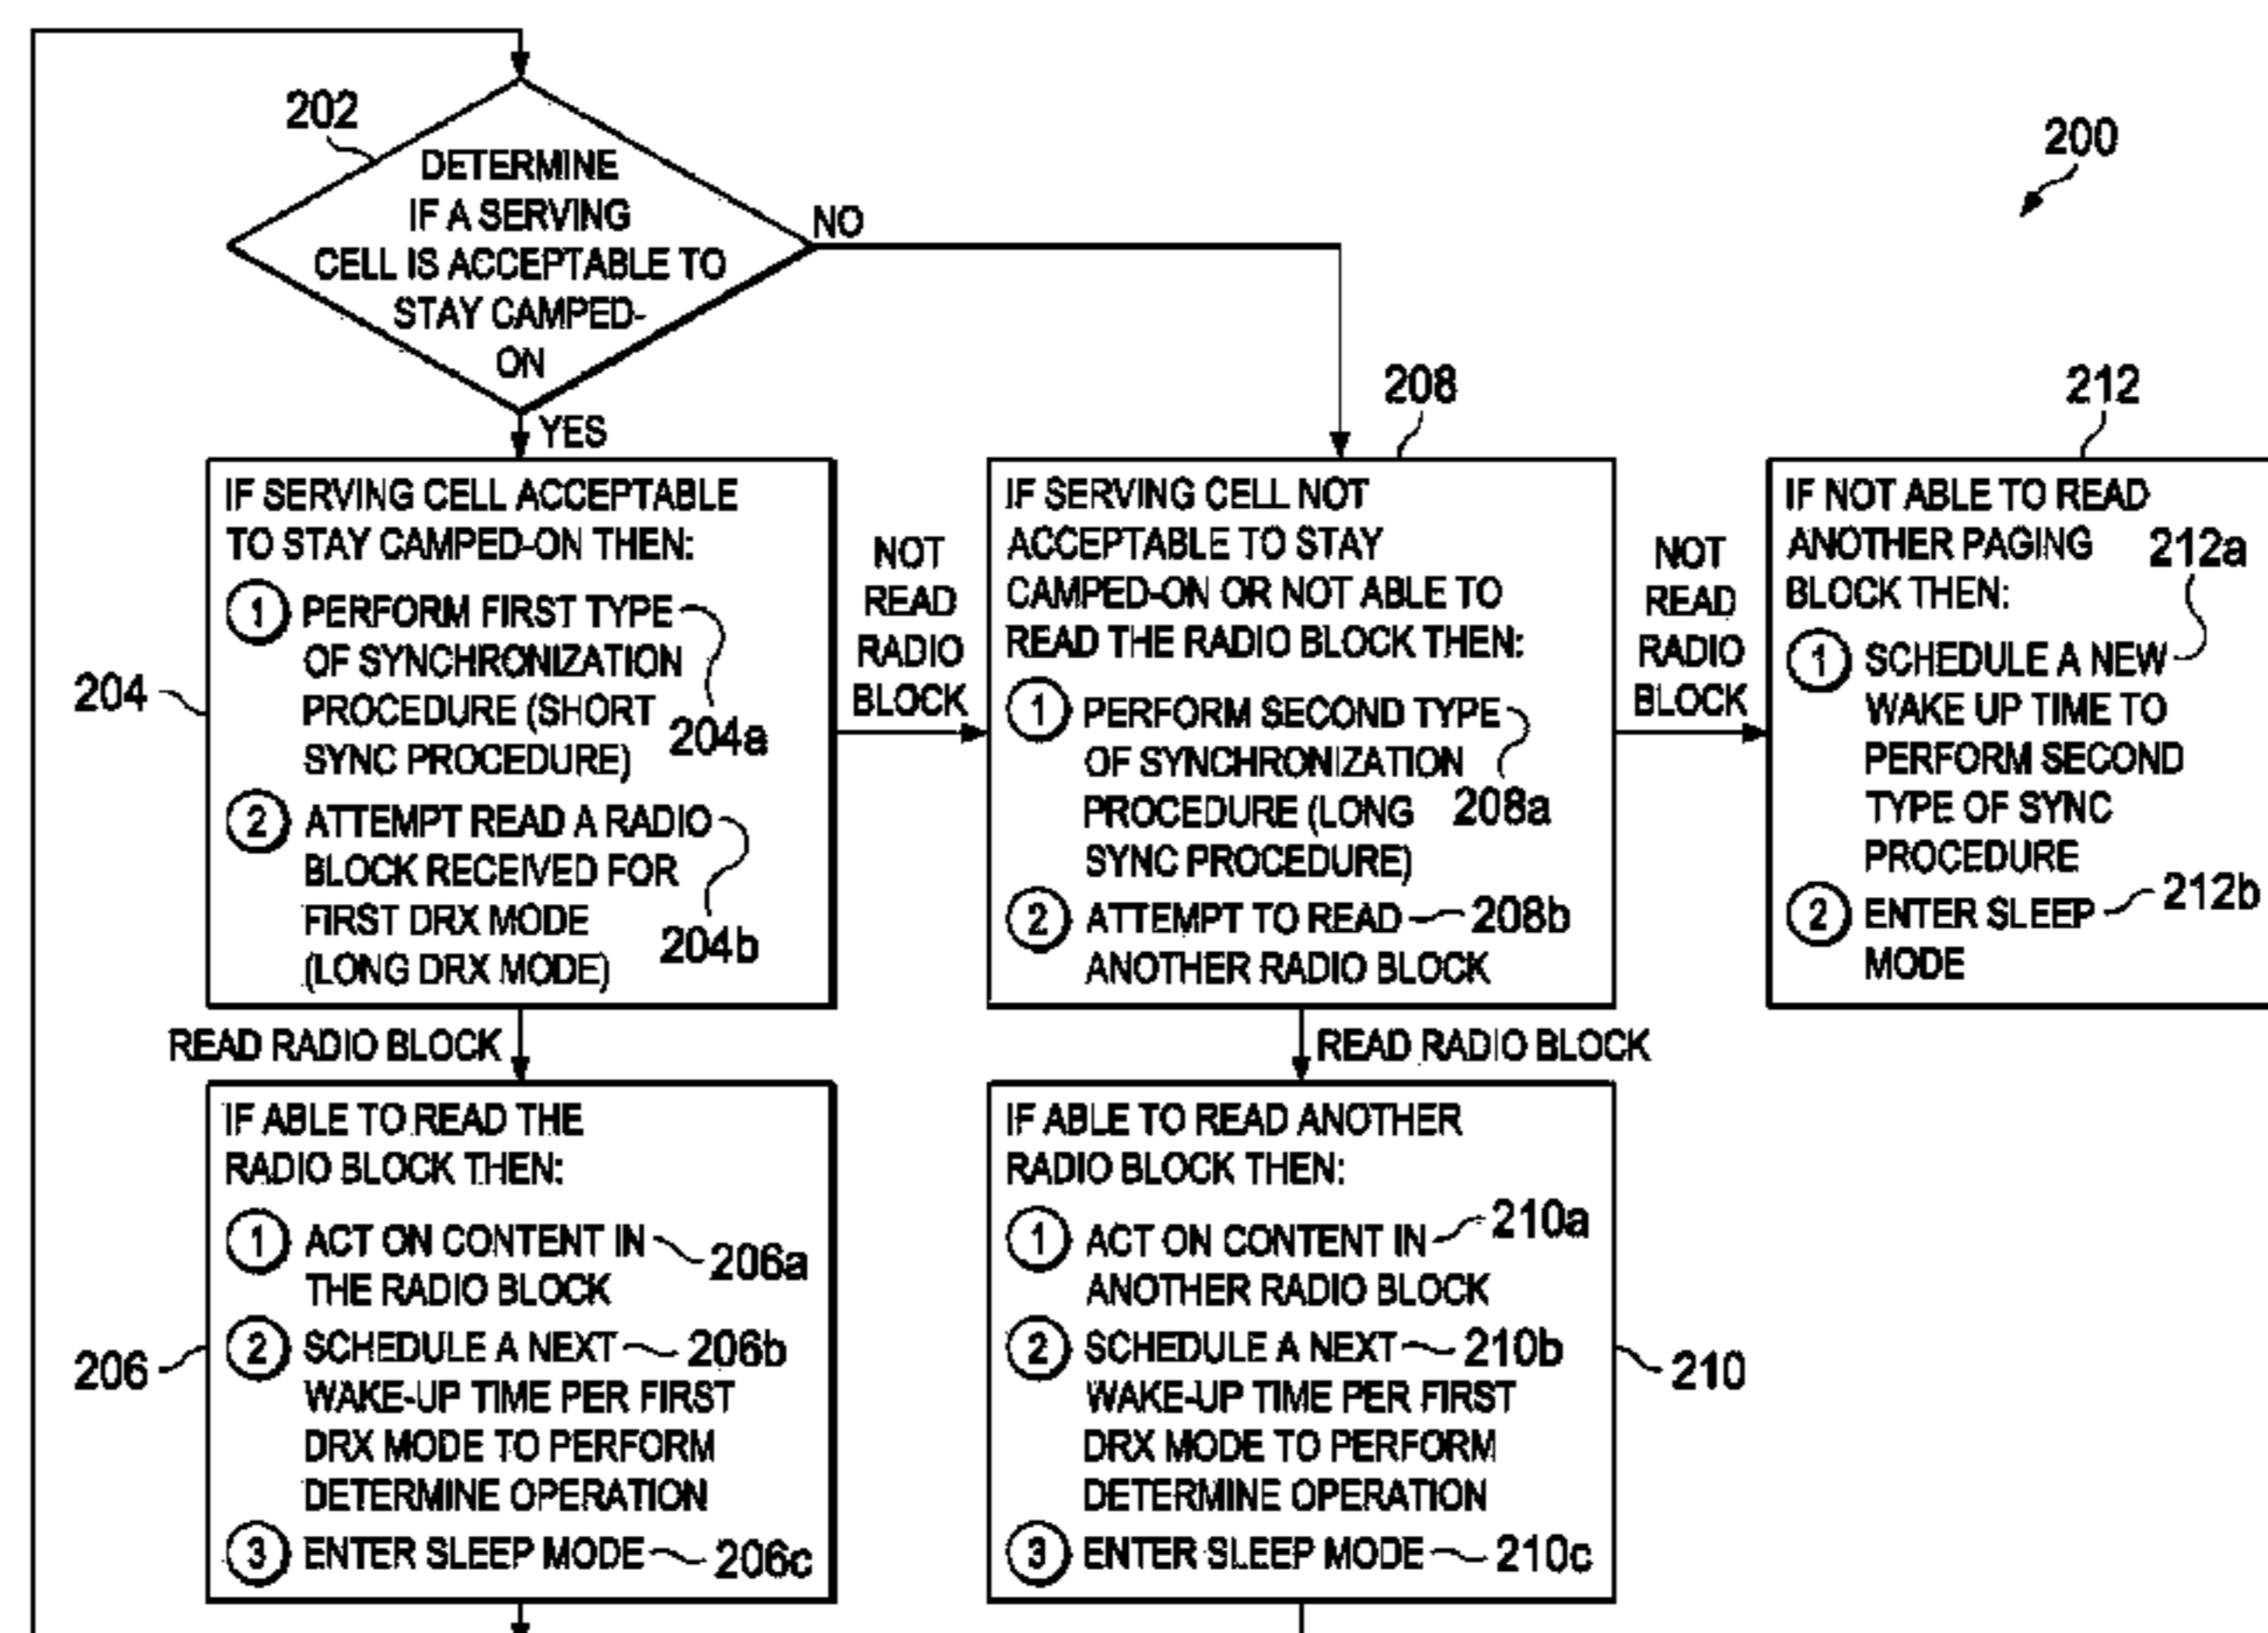 200
202
DETERMINE
IF A SERVING
CELL IS ACCEPTABLE TO
STAY CAMPED-
ON
NO
YES
204
IF SERVING CELL ACCEPTABLE
TO STAY CAMPED-ON THEN:
1 PERFORM FIRST TYPE
OF SYNCHRONIZATION
PROCEDURE (SHORT
SYNC PROCEDURE)
204a
2 ATTEMPT READ A RADIO
BLOCK RECEIVED FOR
FIRST DRX MODE
(LONG DRX MODE)
204b
NOT
READ
RADIO
BLOCK
208
IF SERVING CELL NOT
ACCEPTABLE TO STAY
CAMPED-ON OR NOT ABLE TO
READ THE RADIO BLOCK THEN:
1 PERFORM SECOND TYPE
OF SYNCHRONIZATION
PROCEDURE (LONG
SYNC PROCEDURE)
208a
2 ATTEMPT TO READ 208b
ANOTHER RADIO BLOCK
NOT
READ
RADIO
BLOCK
212
IF NOT ABLE TO READ
ANOTHER PAGING
BLOCK THEN:
212a
1 SCHEDULE A NEW
WAKE UP TIME TO
PERFORM SECOND
TYPE OF SYNC
PROCEDURE
2 ENTER SLEEP 212b
MODE
READ RADIO BLOCK
206
IF ABLE TO READ THE
RADIO BLOCK THEN:
1 ACT ON CONTENT IN 206a
THE RADIO BLOCK
2 SCHEDULE A NEXT 206b
WAKE-UP TIME PER FIRST
DRX MODE TO PERFORM
DETERMINE OPERATION
3 ENTER SLEEP MODE 206c
READ RADIO BLOCK
210
IF ABLE TO READ ANOTHER
RADIO BLOCK THEN:
1 ACT ON CONTENT IN 210a
ANOTHER RADIO BLOCK
2 SCHEDULE A NEXT 210b
WAKE-UP TIME PER FIRST
DRX MODE TO PERFORM
DETERMINE OPERATION
3 ENTER SLEEP MODE 210c